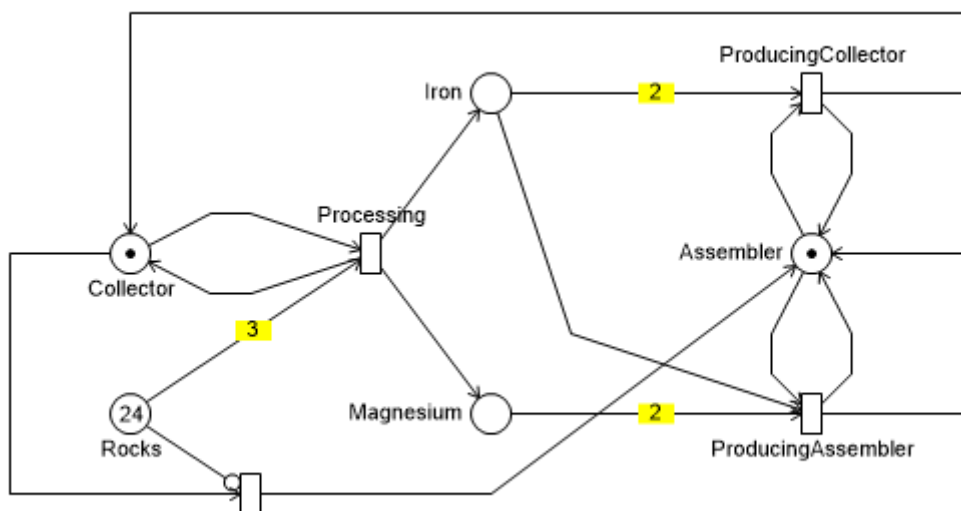 ProducingCollector
Iron
2
Processing
Assembler
Collector
3
24
Rocks
Magnesium
2
ProducingAssembler